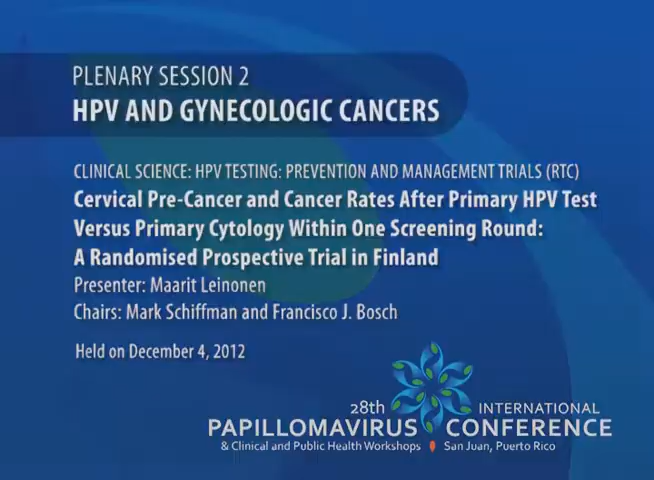 PLENARY SESSION 2
HPV AND GYNECOLOGIC CANCERS
CLINICAL SCIENCE: HPV TESTING: PREVENTION AND MANAGEMENT TRIALS (RTC)
Cervical Pre-Cancer and Cancer Rates After Primary HPV Test
Versus Primary Cytology Within One Screening Round:
A Randomised Prospective Trial in Finland
Presenter: Maarit Leinonen
Chairs: Mark Schiffman and Francisco J. Bosch
Held on December 4, 2012
28th INTERNATIONAL
PAPILLOMAVIRUS CONFERENCE
& Clinical and Public Health Workshops San Juan, Puerto Rico